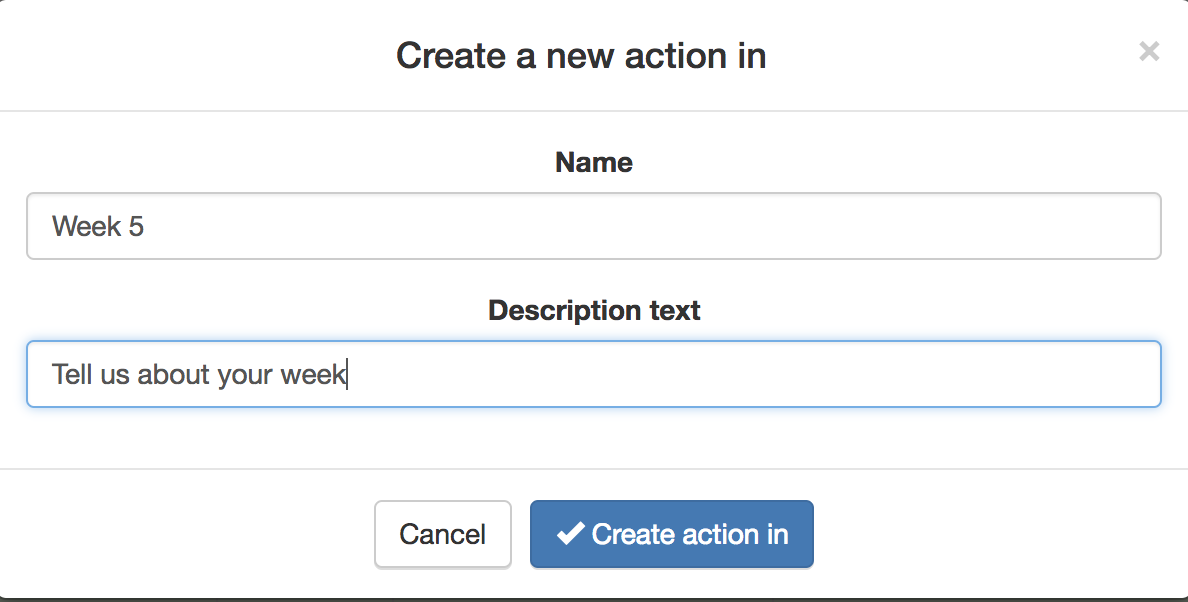 Create a new action in
×
Name
Week 5
Description text
Tell us about your week
Cancel
Create action in